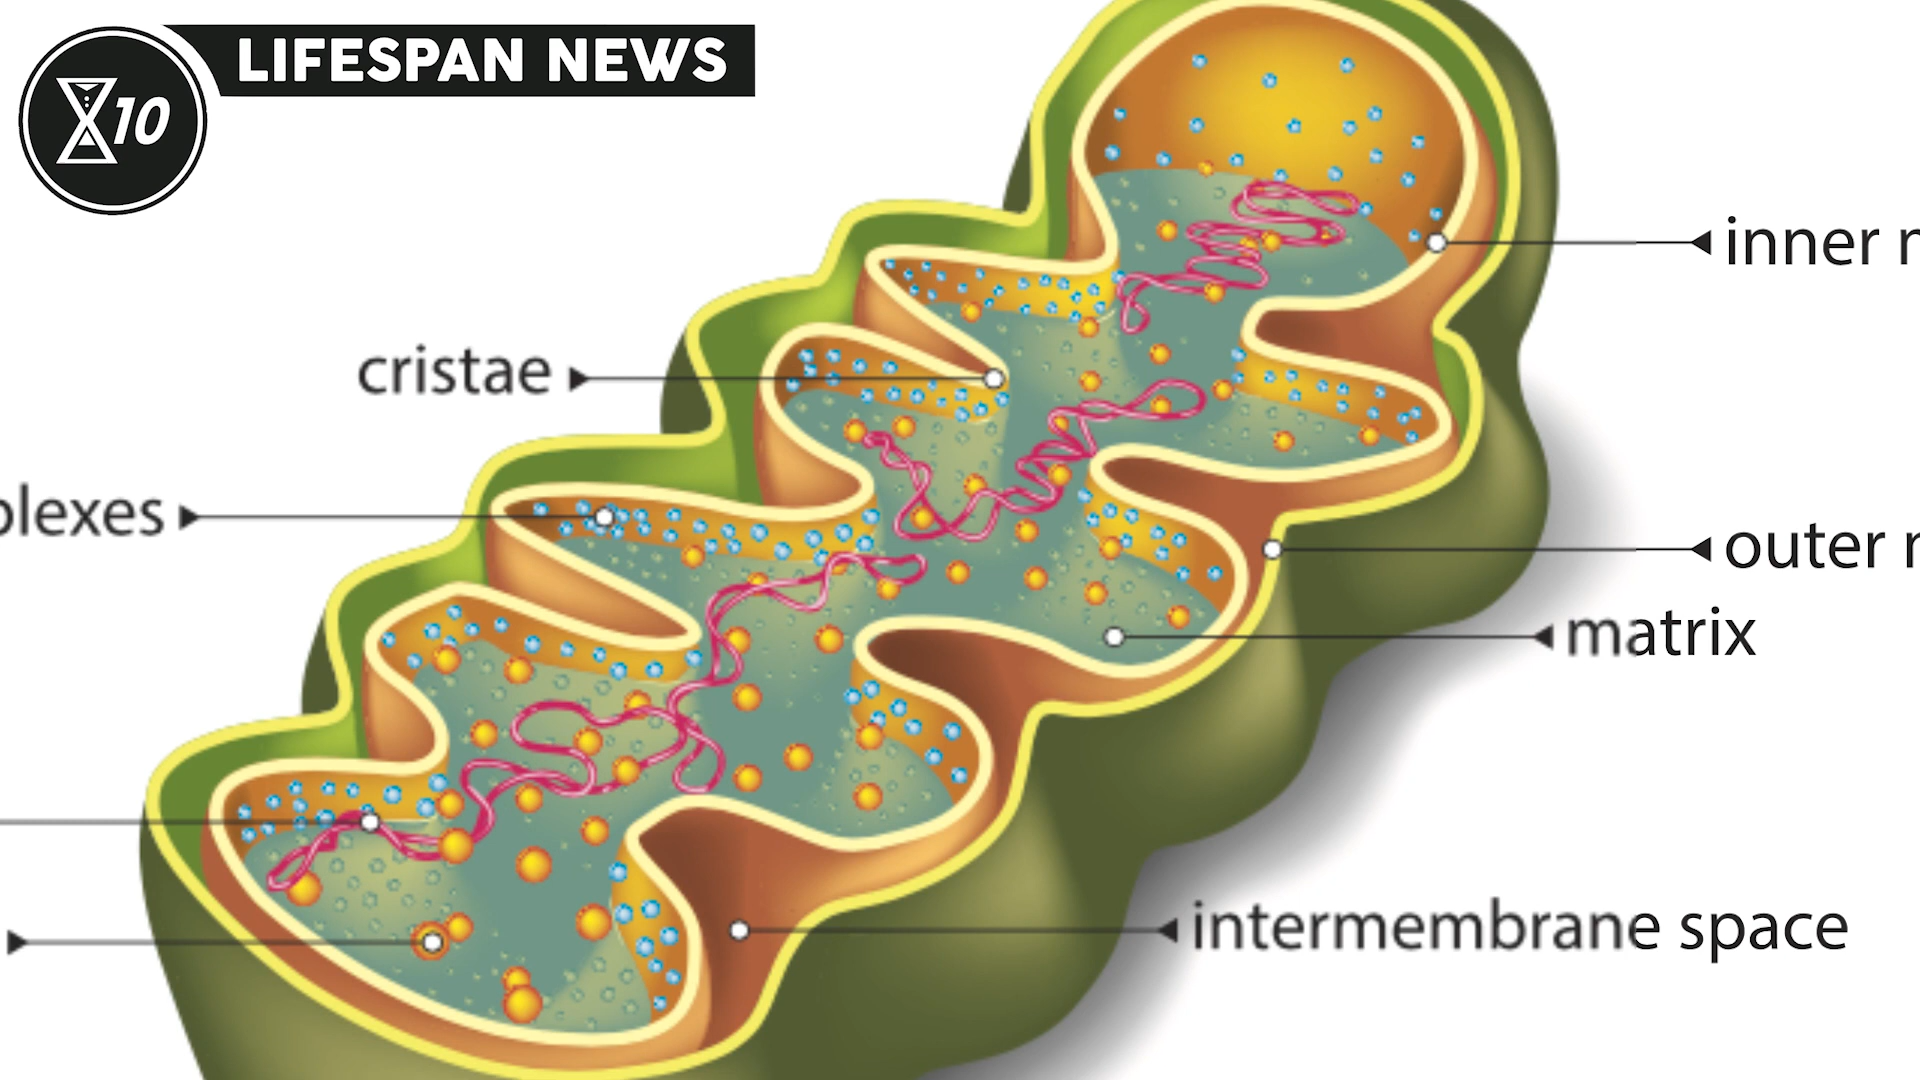 LIFESPAN NEWS
X10
inner
cristae
plexes
outer
matrix
intermembrane space